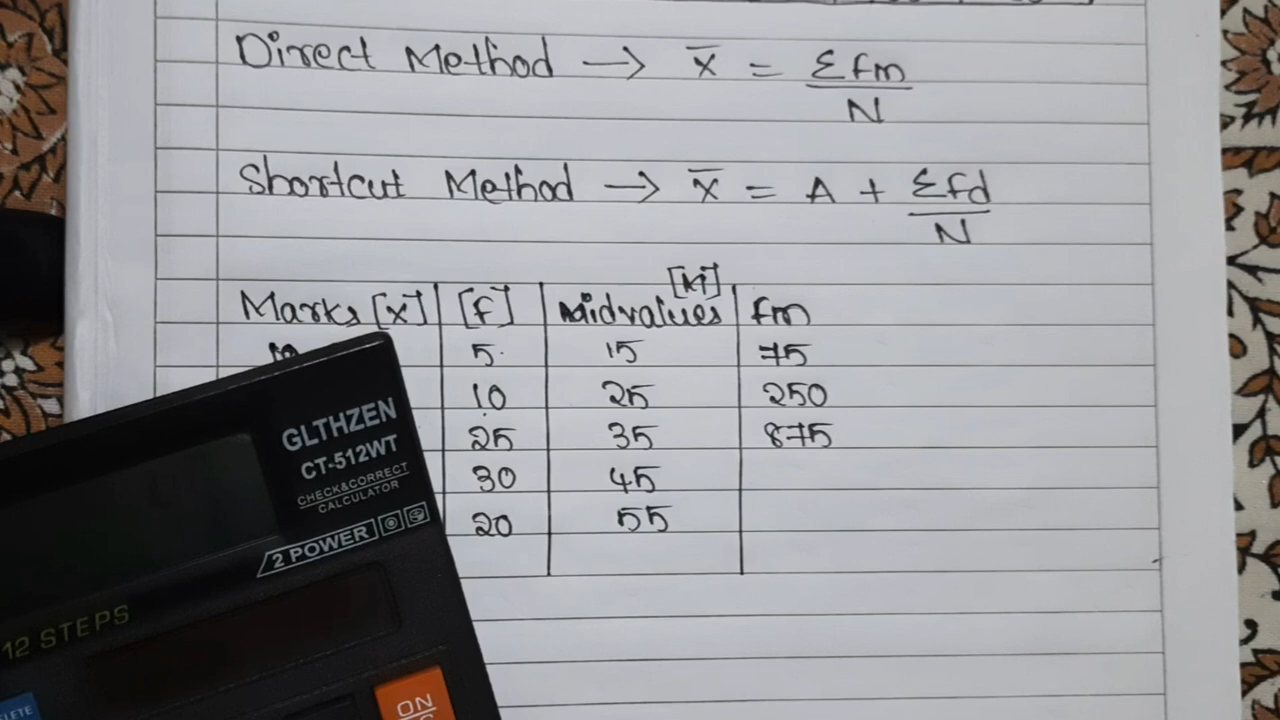 Direct Method → x̄ = Σfm / N
Shortcut Method → x̄ = A + Σfd / N
Marks [x] [f] Midvalues [M] fm
10 5 15 75
10 25 250
25 35 875
30 45
20 55
GLTHZEN
CT-512WT
CHECK&CORRECT
CALCULATOR
2 POWER
12 STEPS
ON